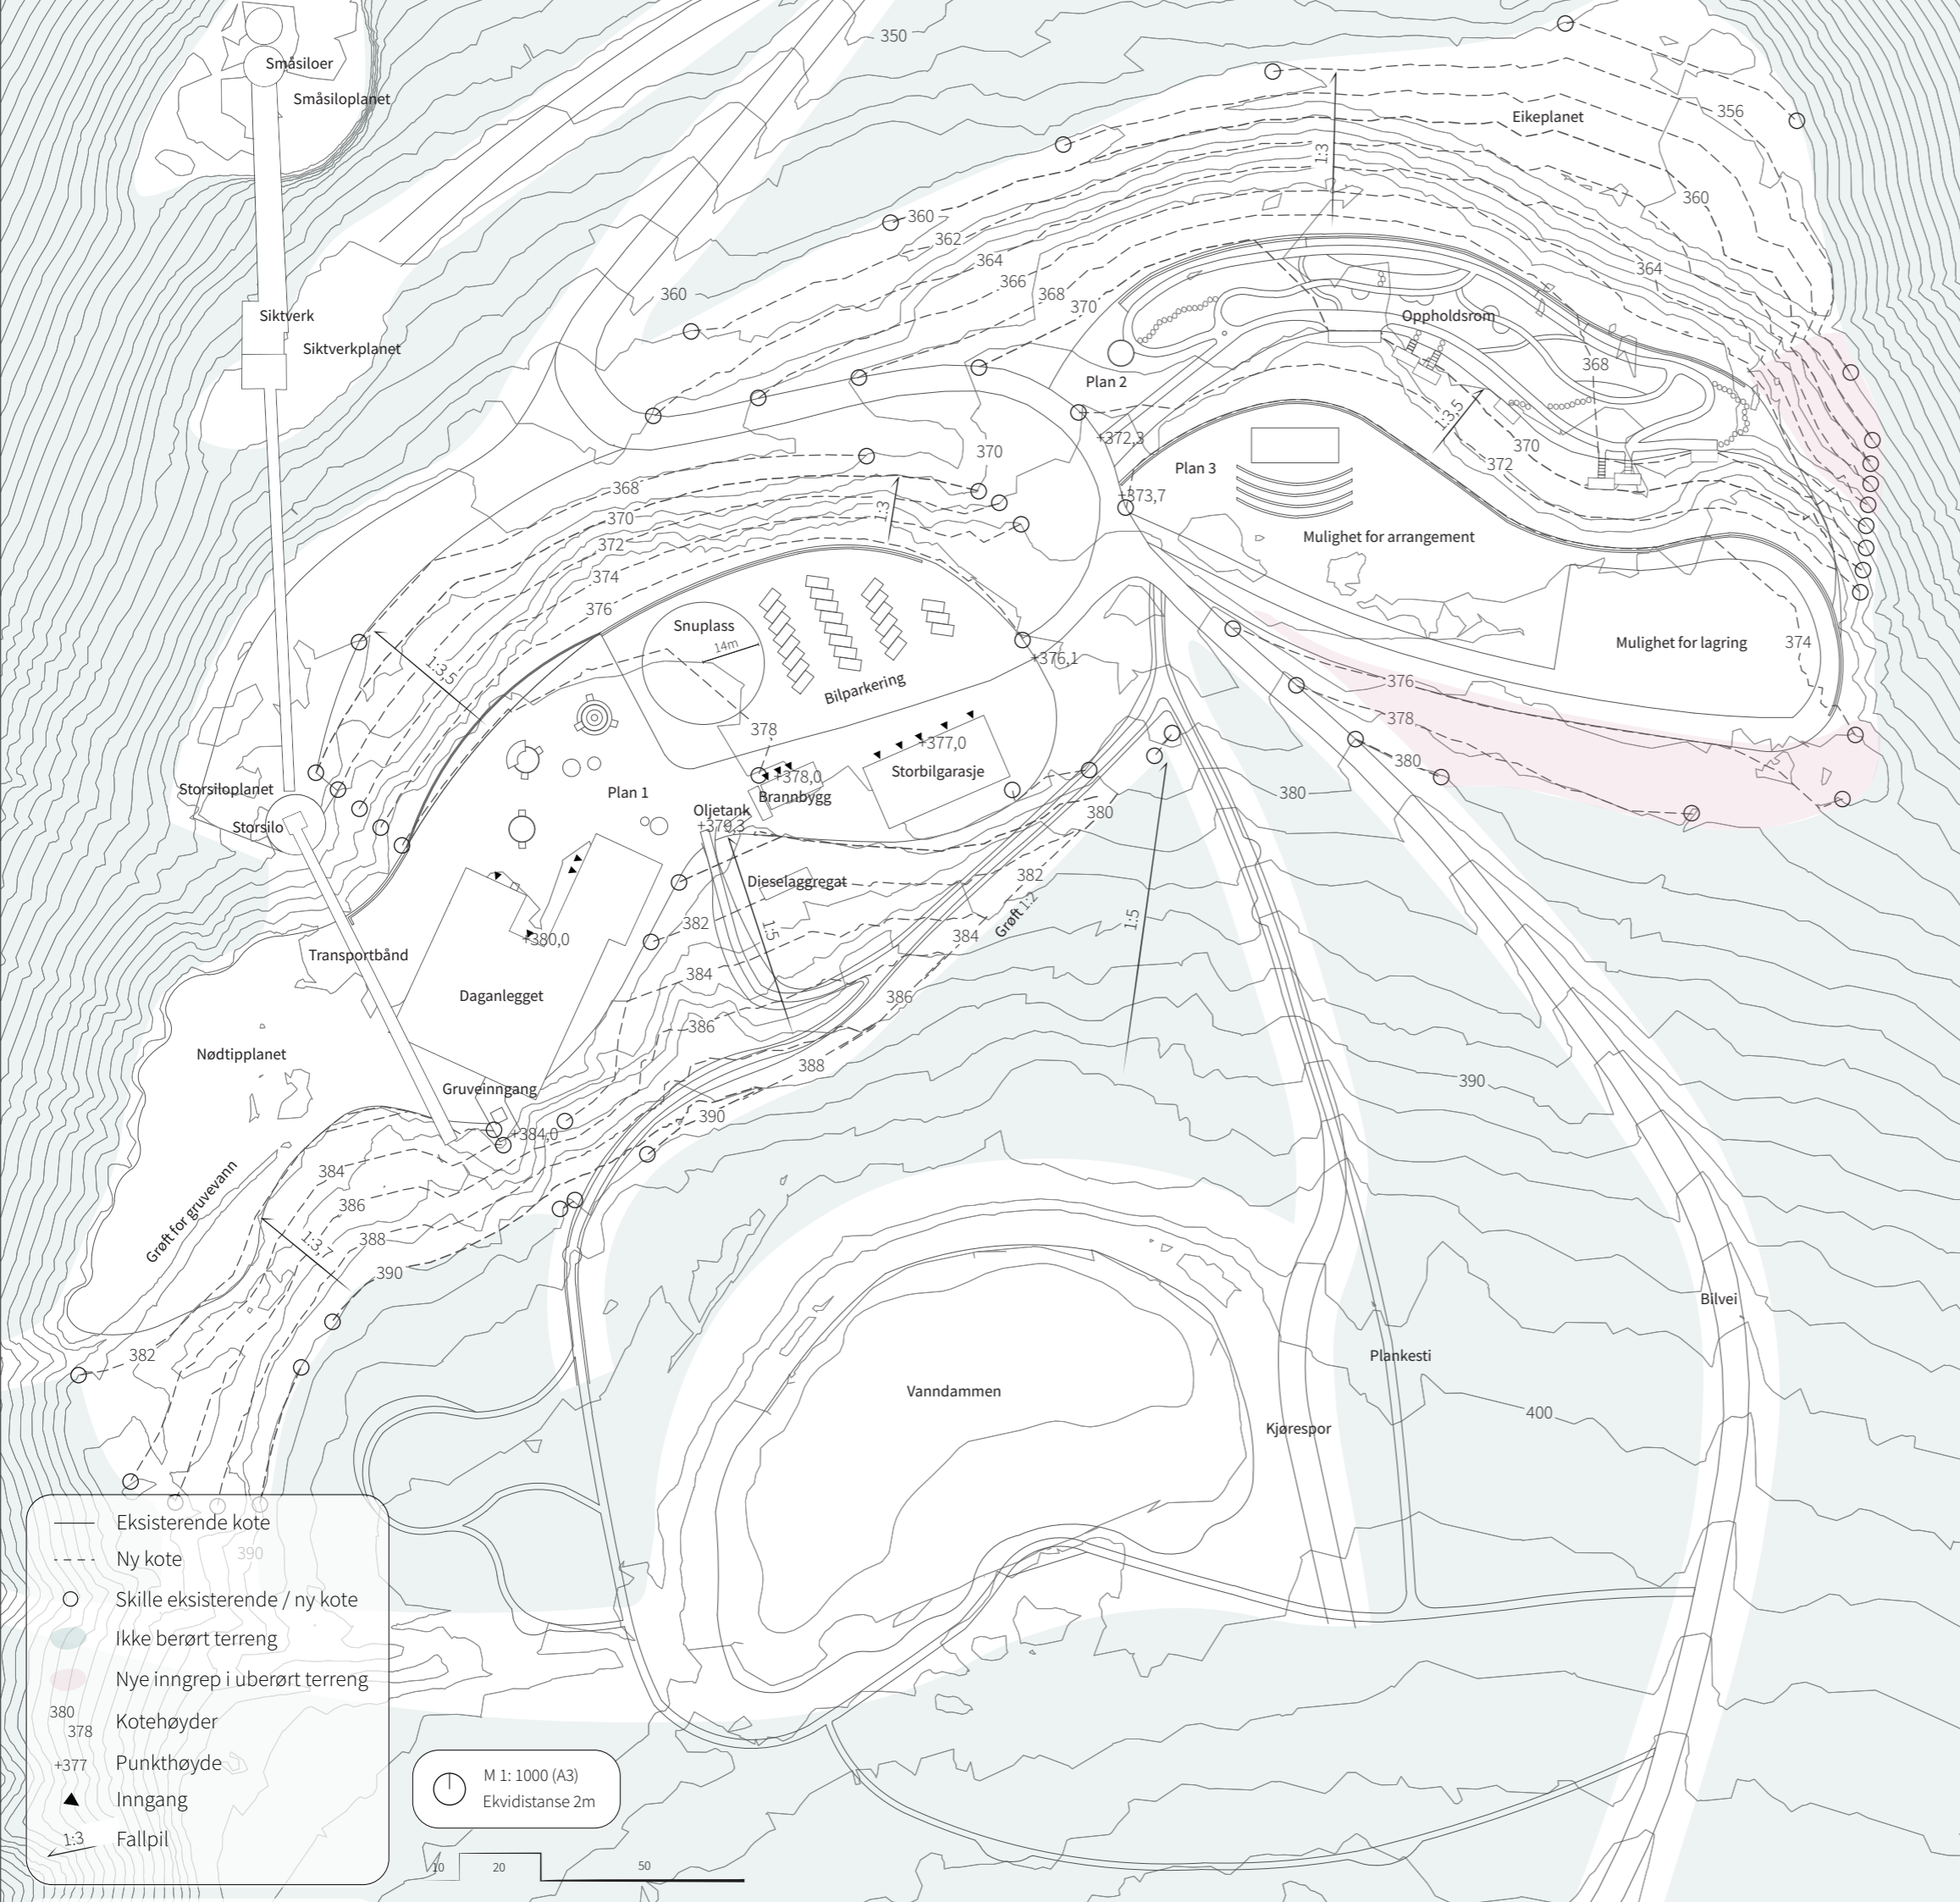 350
Småsiloer
Småsiloplanet
356
Eikeplanet
1:3
360
360
362
364
364
366
360
368
370
Siktverk
Oppholdsrom
Siktverkplanet
368
Plan 2
1:3,5
+372,3
370
370
372
Plan 3
368
+373,7
1:3
370
Mulighet for arrangement
372
374
376
Snuplass
14m
Mulighet for lagring
374
+376,1
1:3,5
376
Bilparkering
378
378
+377,0
380
Storbilgarasje
+378,0
Storsiloplanet
Plan 1
Brannbygg
380
Oljetank
380
Storsilo
+379,3
382
Dieselaggregat
Grøft 1:2
1:5
382
1:5
384
+380,0
Transportbånd
384
Daganlegget
386
386
Nødtipplanet
388
390
Gruveinngang
390
+384,0
384
Grøft for gruvevann
386
388
1:3,7
390
Bilvei
382
Plankesti
Vanndammen
400
Kjørespor
Eksisterende kote
390
Ny kote
Skille eksisterende / ny kote
Ikke berørt terreng
Nye inngrep i uberørt terreng
380
378
Kotehøyder
+377
Punkthøyde
Inngang
1:3
Fallpil
M 1: 1000 (A3)
Ekvidistanse 2m
10
20
50